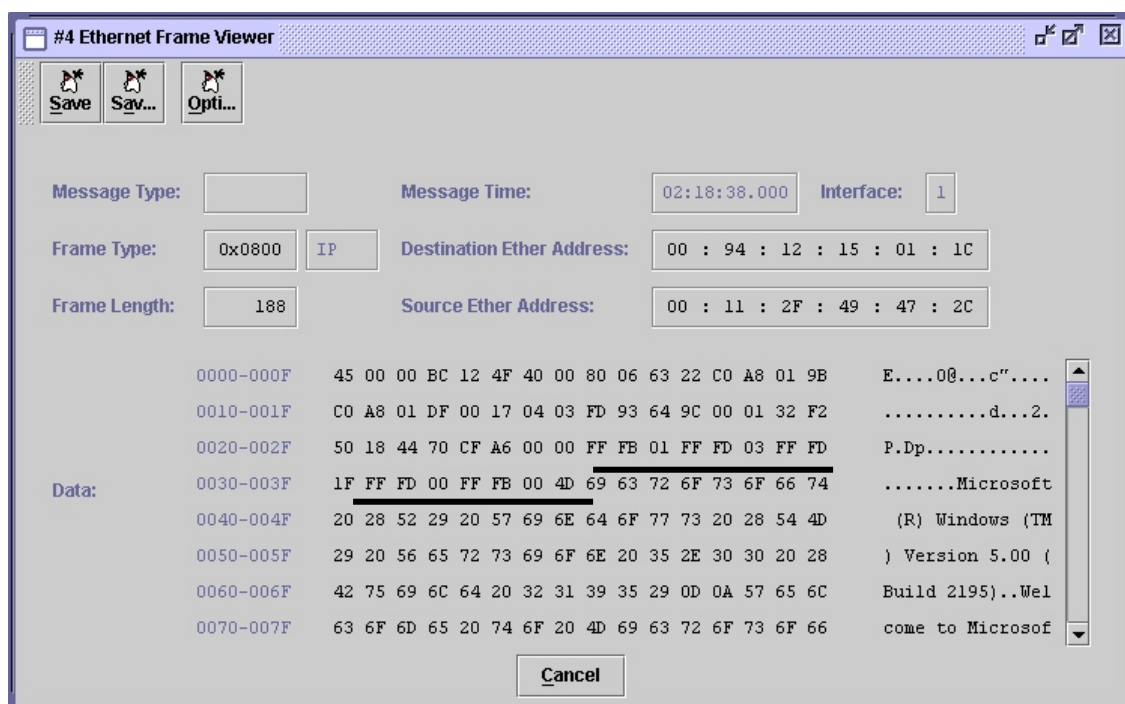 #4 Ethernet Frame Viewer
Save Sav... Opti...
Message Type: Message Time: 02:18:38.000 Interface: 1
Frame Type: 0x0800 IP Destination Ether Address: 00 : 94 : 12 : 15 : 01 : 1C
Frame Length: 188 Source Ether Address: 00 : 11 : 2F : 49 : 47 : 2C
0000-000F 45 00 00 BC 12 4F 40 00 80 06 63 22 C0 A8 01 9B E....O@...c"....
0010-001F C0 A8 01 DF 00 17 04 03 FD 93 64 9C 00 01 32 F2 ..........d...2.
0020-002F 50 18 44 70 CF A6 00 00 FF FB 01 FF FD 03 FF FD P.Dp............
Data: 0030-003F 1F FF FD 00 FF FB 00 4D 69 63 72 6F 73 6F 66 74 .......Microsoft
0040-004F 20 28 52 29 20 57 69 6E 64 6F 77 73 20 28 54 4D (R) Windows (TM
0050-005F 29 20 56 65 72 73 69 6F 6E 20 35 2E 30 30 20 28 ) Version 5.00 (
0060-006F 42 75 69 6C 64 20 32 31 39 35 29 0D 0A 57 65 6C Build 2195)..Wel
0070-007F 63 6F 6D 65 20 74 6F 20 4D 69 63 72 6F 73 6F 66 come to Microsof
Cancel